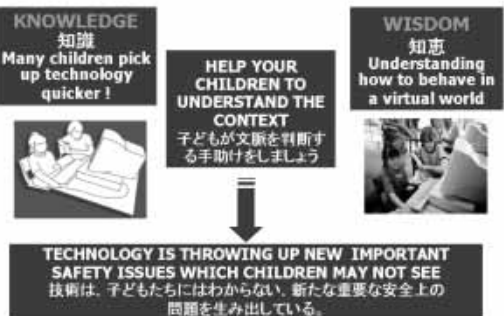 KNOWLEDGE
知識
Many children pick
up technology
quicker !
HELP YOUR
CHILDREN TO
UNDERSTAND THE
CONTEXT
子どもが文脈を判断す
る手助けをしましょう
WISDOM
知恵
Understanding
how to behave in
a virtual world
TECHNOLOGY IS THROWING UP NEW IMPORTANT
SAFETY ISSUES WHICH CHILDREN MAY NOT SEE
技術は、子どもたちにはわからない、新たな重要な安全上の
問題を生み出している。